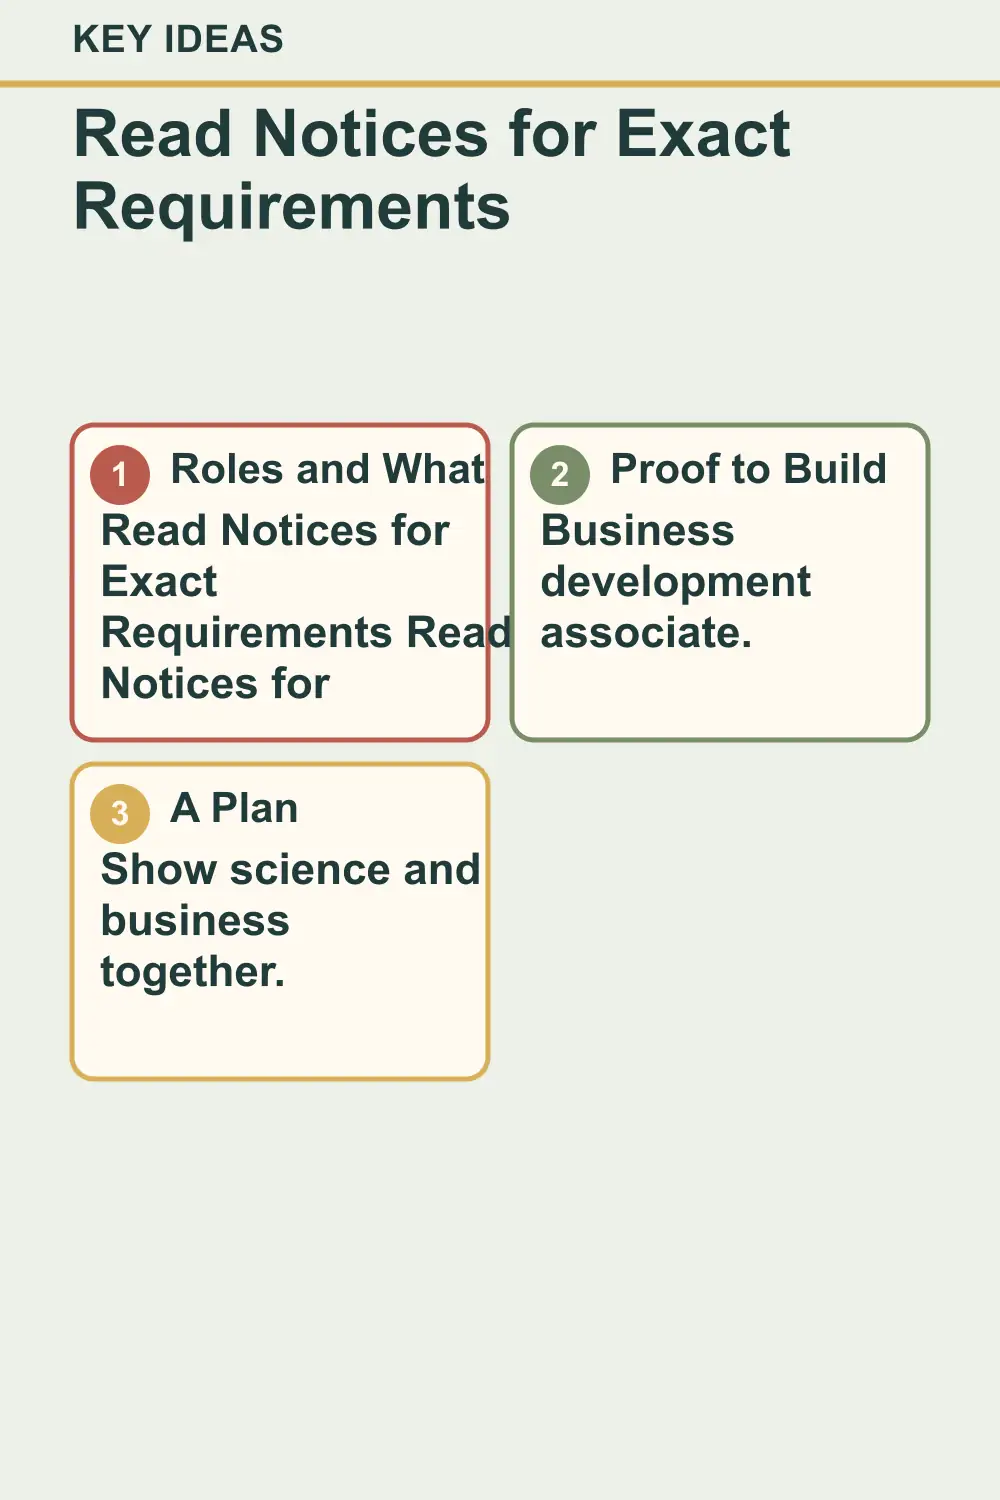 KEY IDEAS
Read Notices for Exact
Requirements
1 Roles and What
Read Notices for
Exact
Requirements Read
Notices for
2 Proof to Build
Business
development
associate.
3 A Plan
Show science and
business
together.